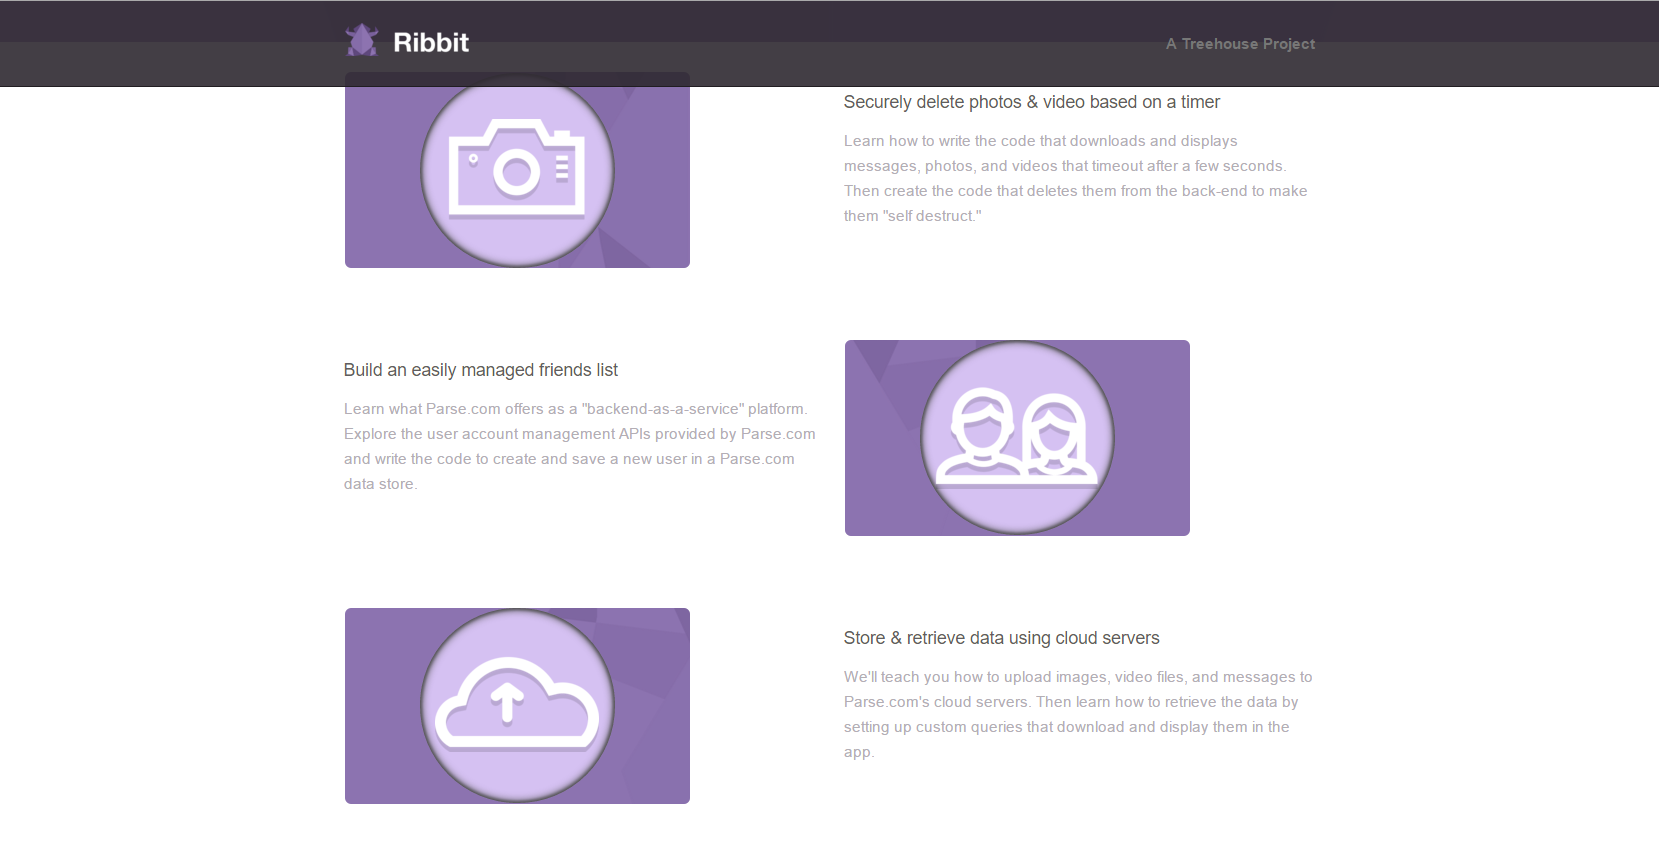 Ribbit
A Treehouse Project
Securely delete photos & video based on a timer
Learn how to write the code that downloads and displays
messages, photos, and videos that timeout after a few seconds.
Then create the code that deletes them from the back-end to make
them "self destruct."
Build an easily managed friends list
Learn what Parse.com offers as a "backend-as-a-service" platform.
Explore the user account management APIs provided by Parse.com
and write the code to create and save a new user in a Parse.com
data store.
Store & retrieve data using cloud servers
We'll teach you how to upload images, video files, and messages to
Parse.com's cloud servers. Then learn how to retrieve the data by
setting up custom queries that download and display them in the
app.